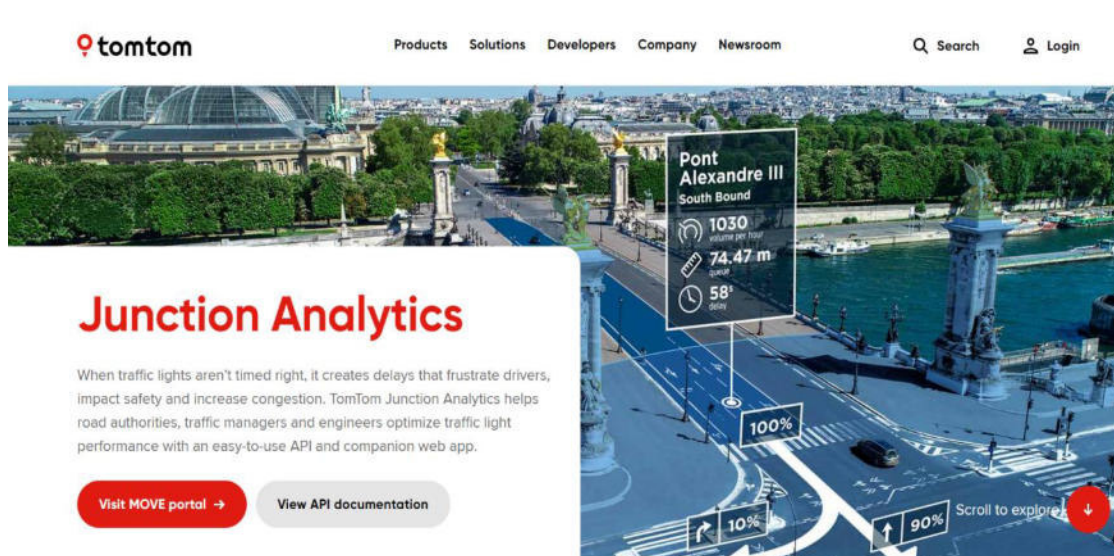 tomtom
Products Solutions Developers Company Newsroom
Search Login
Pont
Alexandre III
South Bound
1030
volume per hour
74.47 m
queue
58s
delay
Junction Analytics
When traffic lights aren't timed right, it creates delays that frustrate drivers,
impact safety and increase congestion. TomTom Junction Analytics helps
road authorities, traffic managers and engineers optimize traffic light
performance with an easy-to-use API and companion web app.
Visit MOVE portal →
View API documentation
100%
10%
90%
Scroll to explore